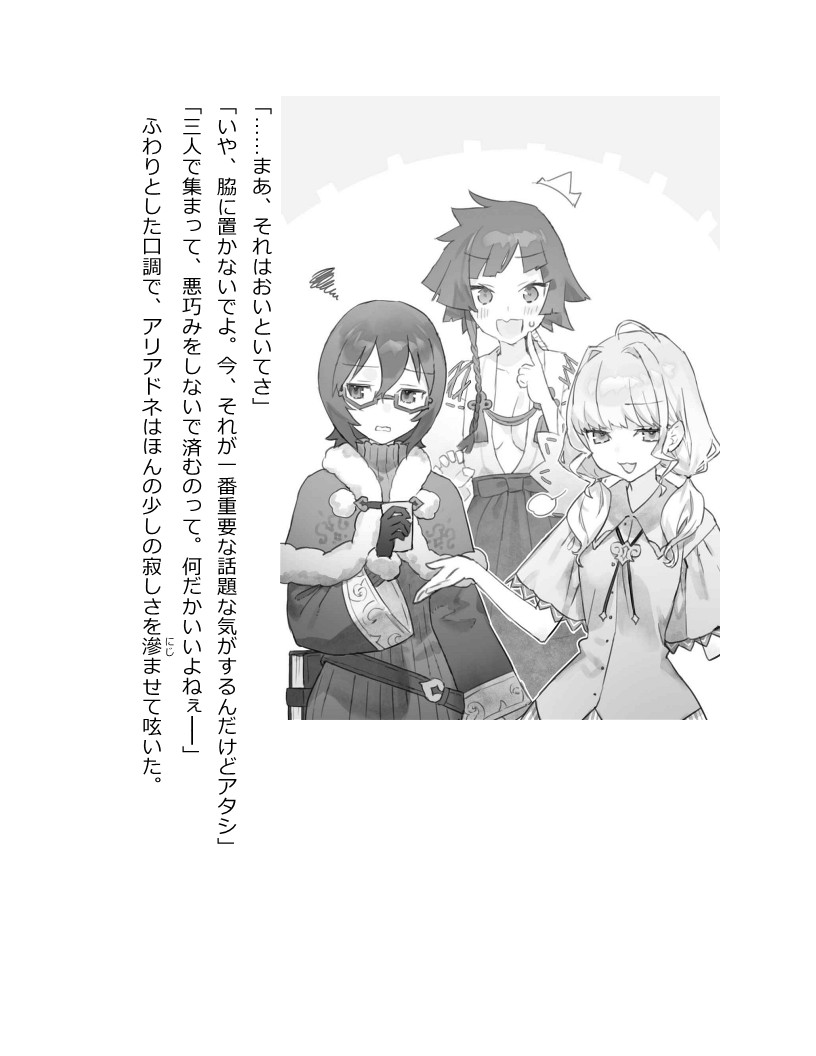 「……まあ、それはおいといてさ」
「いや、脇に置かないでよ。今、それが一番重要な話題な気がするんだけどアタシ」
「三人で集まって、悪巧みをしないで済むのって。何だかいいよねぇ――」
ふわりとした口調で、アリアドネはほんの少しの寂しさを滲ませて呟いた。
にじ